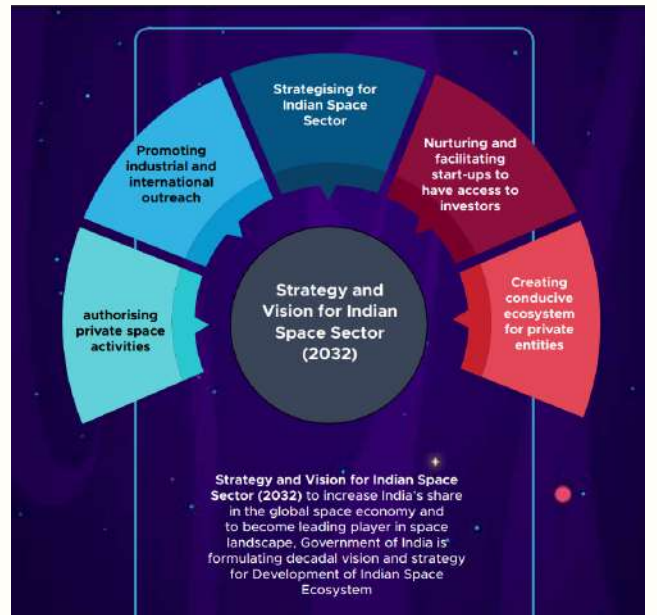 Strategising for
Indian Space
Sector
Promoting
industrial and
international
outreach
Nurturing and
facilitating
start-ups to
have access to
investors
authorising
private space
activities
Strategy and
Vision for Indian
Space Sector
(2032)
Creating
conducive
ecosystem
for private
entities
Strategy and Vision for Indian Space
Sector (2032) to increase India's share
in the global space economy and
to become leading player in space
landscape, Government of India is
formulating decadal vision and strategy
for Development of Indian Space
Ecosystem